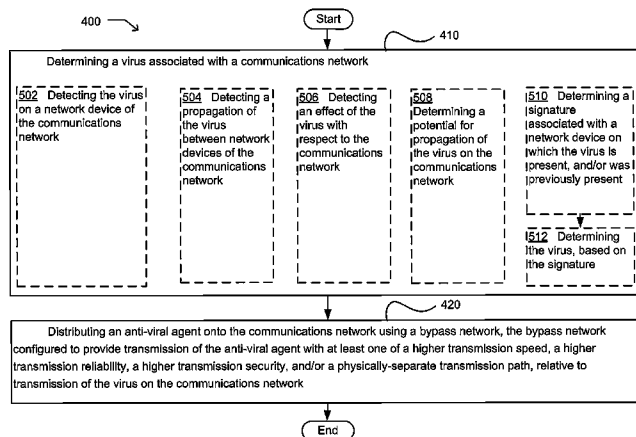 400
Start
410
Determining a virus associated with a communications network
502 Detecting the virus
on a network device of
the communications
network
504 Detecting a
propagation of the
virus between network
devices of the
communications
network
506 Detecting
an effect of the
virus with
respect to the
communications
network
508
Determining a
potential for
propagation of
the virus on the
communications
network
510 Determining a
signature
associated with a
network device on
which the virus is
present, and/or was
previously present
512 Determining
the virus, based on
the signature
420
Distributing an anti-viral agent onto the communications network using a bypass network, the bypass network
configured to provide transmission of the anti-viral agent with at least one of a higher transmission speed, a higher
transmission reliability, a higher transmission security, and/or a physically-separate transmission path, relative to
transmission of the virus on the communications network
End